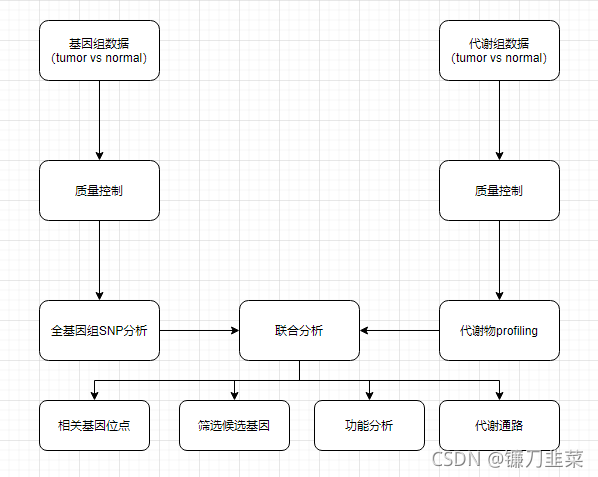 基因组数据
（tumor vs normal）
代谢组数据
（tumor vs normal）
质量控制
质量控制
全基因组SNP分析
联合分析
代谢物profiling
相关基因位点
筛选候选基因
功能分析
代谢通路
CSDN @镰刀韭菜